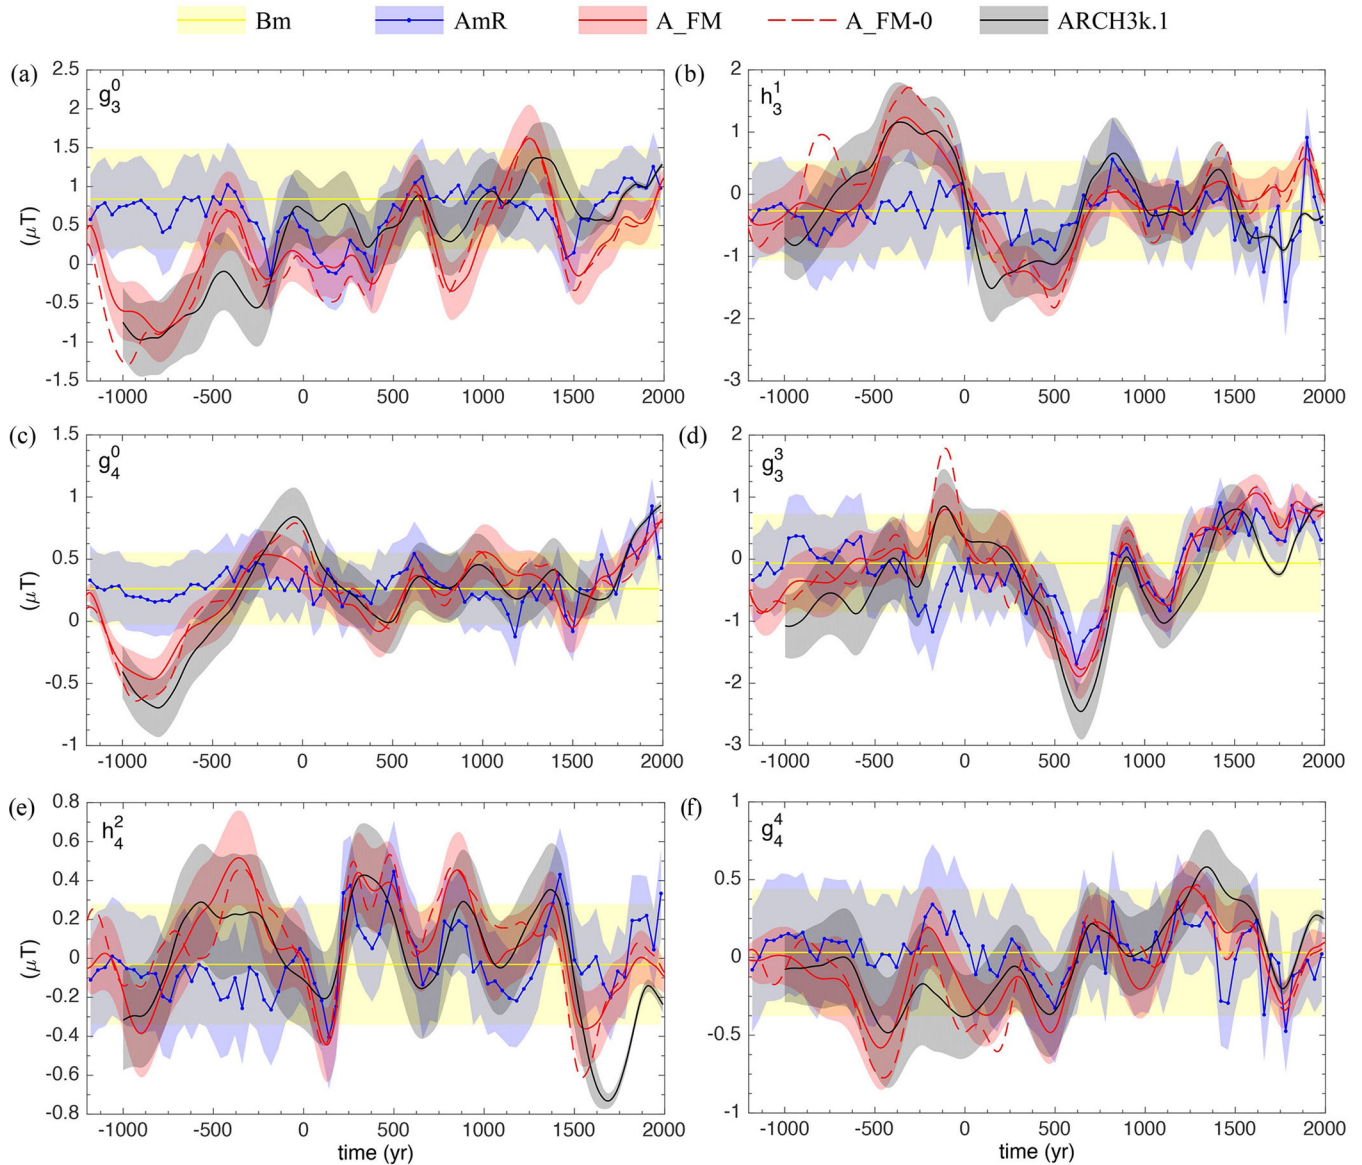 Bm AmR A_FM A_FM-0 ARCH3k.1
(a) (b)
2.5 2 1.5 1 0.5 0 -0.5 -1 -1.5
g_3^0
(μT)
-1000 -500 0 500 1000 1500 2000
2 1 0 -1 -2 -3
h_3^1
-1000 -500 0 500 1000 1500 2000
(c) (d)
1.5 1 0.5 0 -0.5 -1
g_4^0
(μT)
-1000 -500 0 500 1000 1500 2000
2 1 0 -1 -2 -3
g_3^3
-1000 -500 0 500 1000 1500 2000
(e) (f)
0.8 0.6 0.4 0.2 0 -0.2 -0.4 -0.6 -0.8
h_4^2
(μT)
-1000 -500 0 500 1000 1500 2000
time (yr)
1 0.5 0 -0.5 -1
g_4^4
-1000 -500 0 500 1000 1500 2000
time (yr)